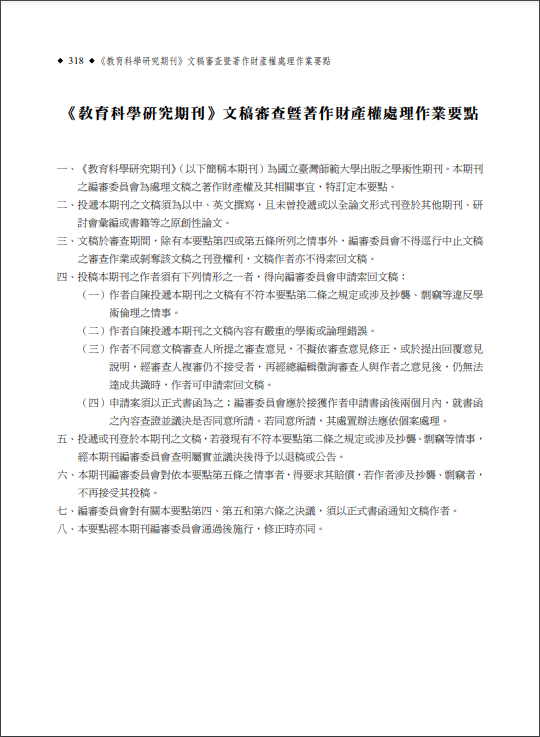 ◆ 318 ◆《教育科學研究期刊》文稿審查暨著作財產權處理作業要點
《教育科學研究期刊》文稿審查暨著作財產權處理作業要點
一、《教育科學研究期刊》（以下簡稱本期刊）為國立臺灣師範大學出版之學術性期刊。本期刊
之編審委員會為處理文稿之著作財產權及其相關事宜，特訂定本要點。
二、投遞本期刊之文稿須為以中、英文撰寫，且未曾投遞或以全論文形式刊登於其他期刊、研
討會彙編或書籍等之原創性論文。
三、文稿於審查期間，除有本要點第四或第五條所列之情事外，編審委員會不得逕行中止文稿
之審查作業或剝奪該文稿之刊登權利，文稿作者亦不得索回文稿。
四、投稿本期刊之作者須有下列情形之一者，得向編審委員會申請索回文稿：
（一）作者自陳投遞本期刊之文稿有不符本要點第二條之規定或涉及抄襲、剽竊等違反學
術倫理之情事。
（二）作者自陳投遞本期刊之文稿內容有嚴重的學術或論理錯誤。
（三）作者不同意文稿審查人所提之審查意見，不擬依審查意見修正，或於提出回覆意見
說明，經審查人複審仍不接受者，再經總編輯徵詢審查人與作者之意見後，仍無法
達成共識時，作者可申請索回文稿。
（四）申請案須以正式書函為之；編審委員會應於接獲作者申請書函後兩個月內，就書函
之內容查證並議決是否同意所請。若同意所請，其處置辦法應依個案處理。
五、投遞或刊登於本期刊之文稿，若發現有不符本要點第二條之規定或涉及抄襲、剽竊等情事，
經本期刊編審委員會查明屬實並議決後得予以退稿或公告。
六、本期刊編審委員會對依本要點第五條之情事者，得要求其賠償，若作者涉及抄襲、剽竊者，
不再接受其投稿。
七、編審委員會對有關本要點第四、第五和第六條之決議，須以正式書函通知文稿作者。
八、本要點經本期刊編審委員會通過後施行，修正時亦同。